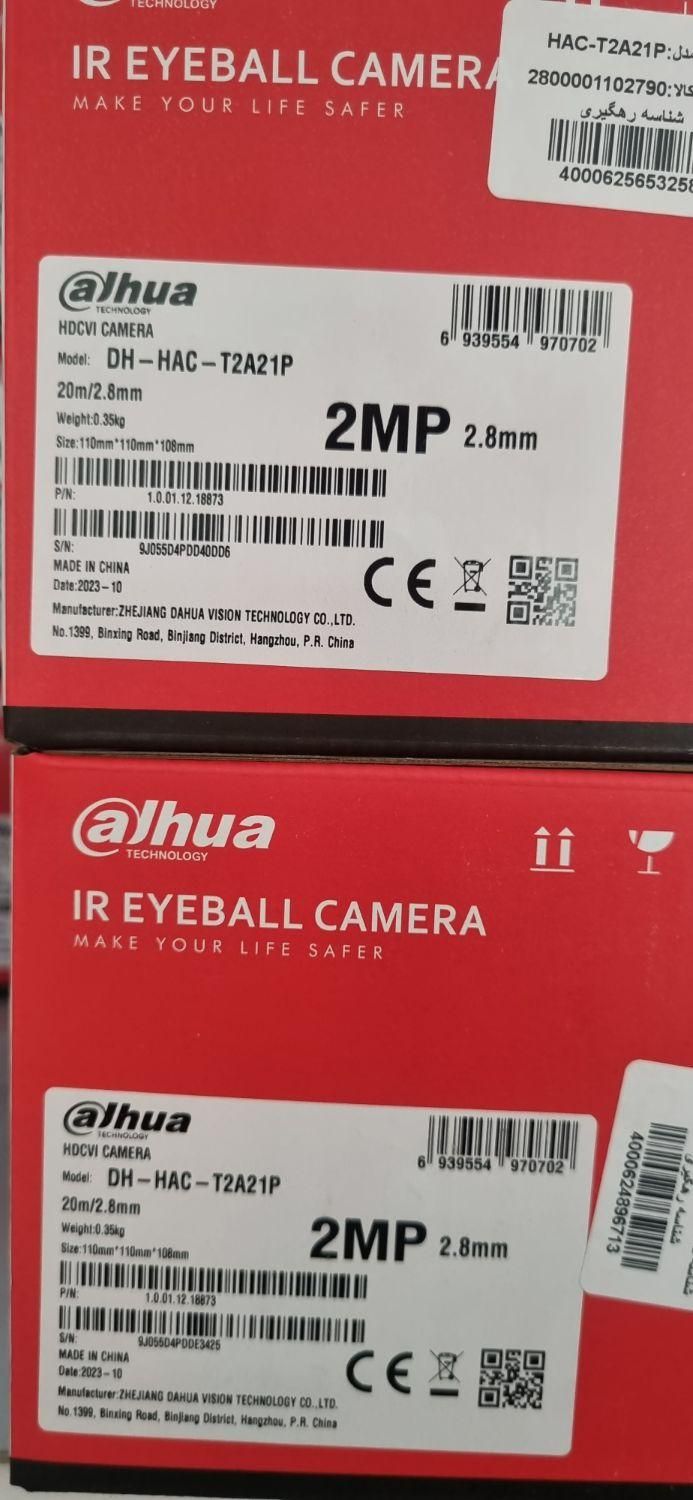 TECHNOLOGY
IR EYEBALL CAMERA
MAKE YOUR LIFE SAFER
مدل:HAC-T2A21P
کالا:2800001102790
شناسه رهگیری
4000625653258
alhua
TECHNOLOGY
HDCVI CAMERA
Model: DH-HAC-T2A21P
20m/2.8mm
Weight:0.35kg
Size:110mm*110mm*108mm
6 939554 970702
2MP 2.8mm
P/N: 1.0.01.12.18873
S/N: 9J055D4PDD40DD6
MADE IN CHINA
Date:2023-10
Manufacturer:ZHEJIANG DAHUA VISION TECHNOLOGY CO.,LTD.
No.1399, Binxing Road, Binjiang District, Hangzhou, P.R. China
CE
alhua
TECHNOLOGY
IR EYEBALL CAMERA
MAKE YOUR LIFE SAFER
alhua
TECHNOLOGY
HDCVI CAMERA
Model: DH-HAC-T2A21P
20m/2.8mm
Weight:0.35kg
Size:110mm*110mm*108mm
6 939554 970702
2MP 2.8mm
P/N: 1.0.01.12.18873
S/N: 9J055D4PDDE3425
MADE IN CHINA
Date:2023-10
Manufacturer:ZHEJIANG DAHUA VISION TECHNOLOGY CO.,LTD.
No.1399, Binxing Road, Binjiang District, Hangzhou, P.R. China
CE
شناسه رهگیری
4000624896713